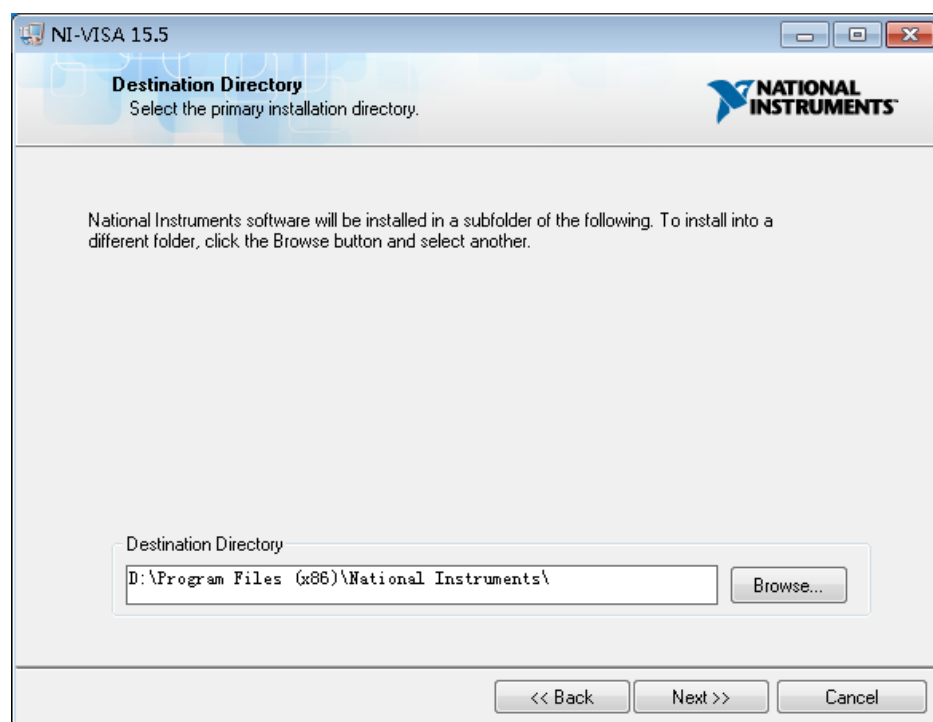 NI-VISA 15.5
Destination Directory
Select the primary installation directory.
NATIONAL
INSTRUMENTS™
National Instruments software will be installed in a subfolder of the following. To install into a
different folder, click the Browse button and select another.
Destination Directory
D:\Program Files (x86)\National Instruments\
Browse...
<< Back
Next >>
Cancel